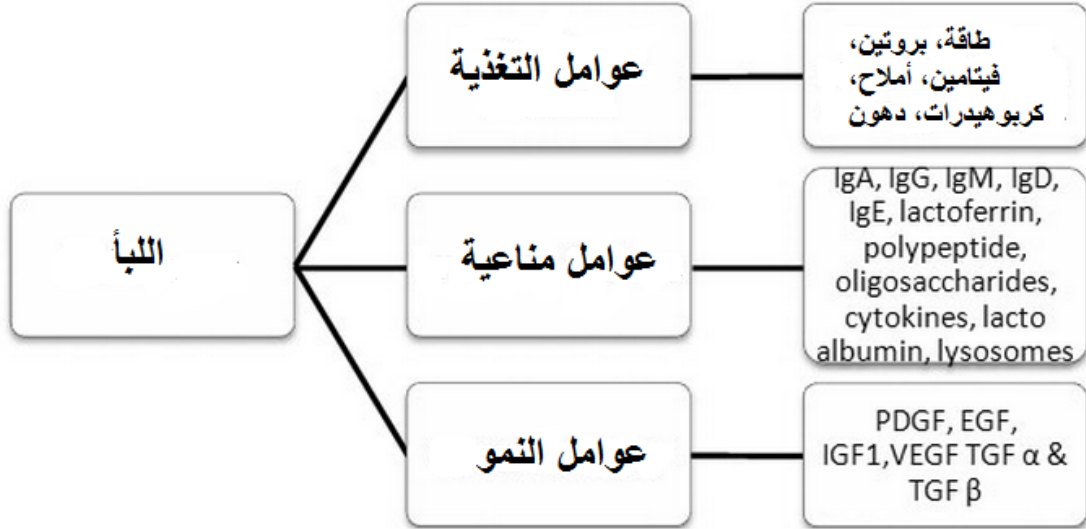 اللبأ
عوامل التغذية
طاقة، بروتين،
فيتامين، أملاح،
كربوهيدرات، دهون
عوامل مناعية
IgA, IgG, IgM, IgD,
IgE, lactoferrin,
polypeptide,
oligosaccharides,
cytokines, lacto
albumin, lysosomes
عوامل النمو
PDGF, EGF,
IGF1,VEGF TGF α &
TGF β